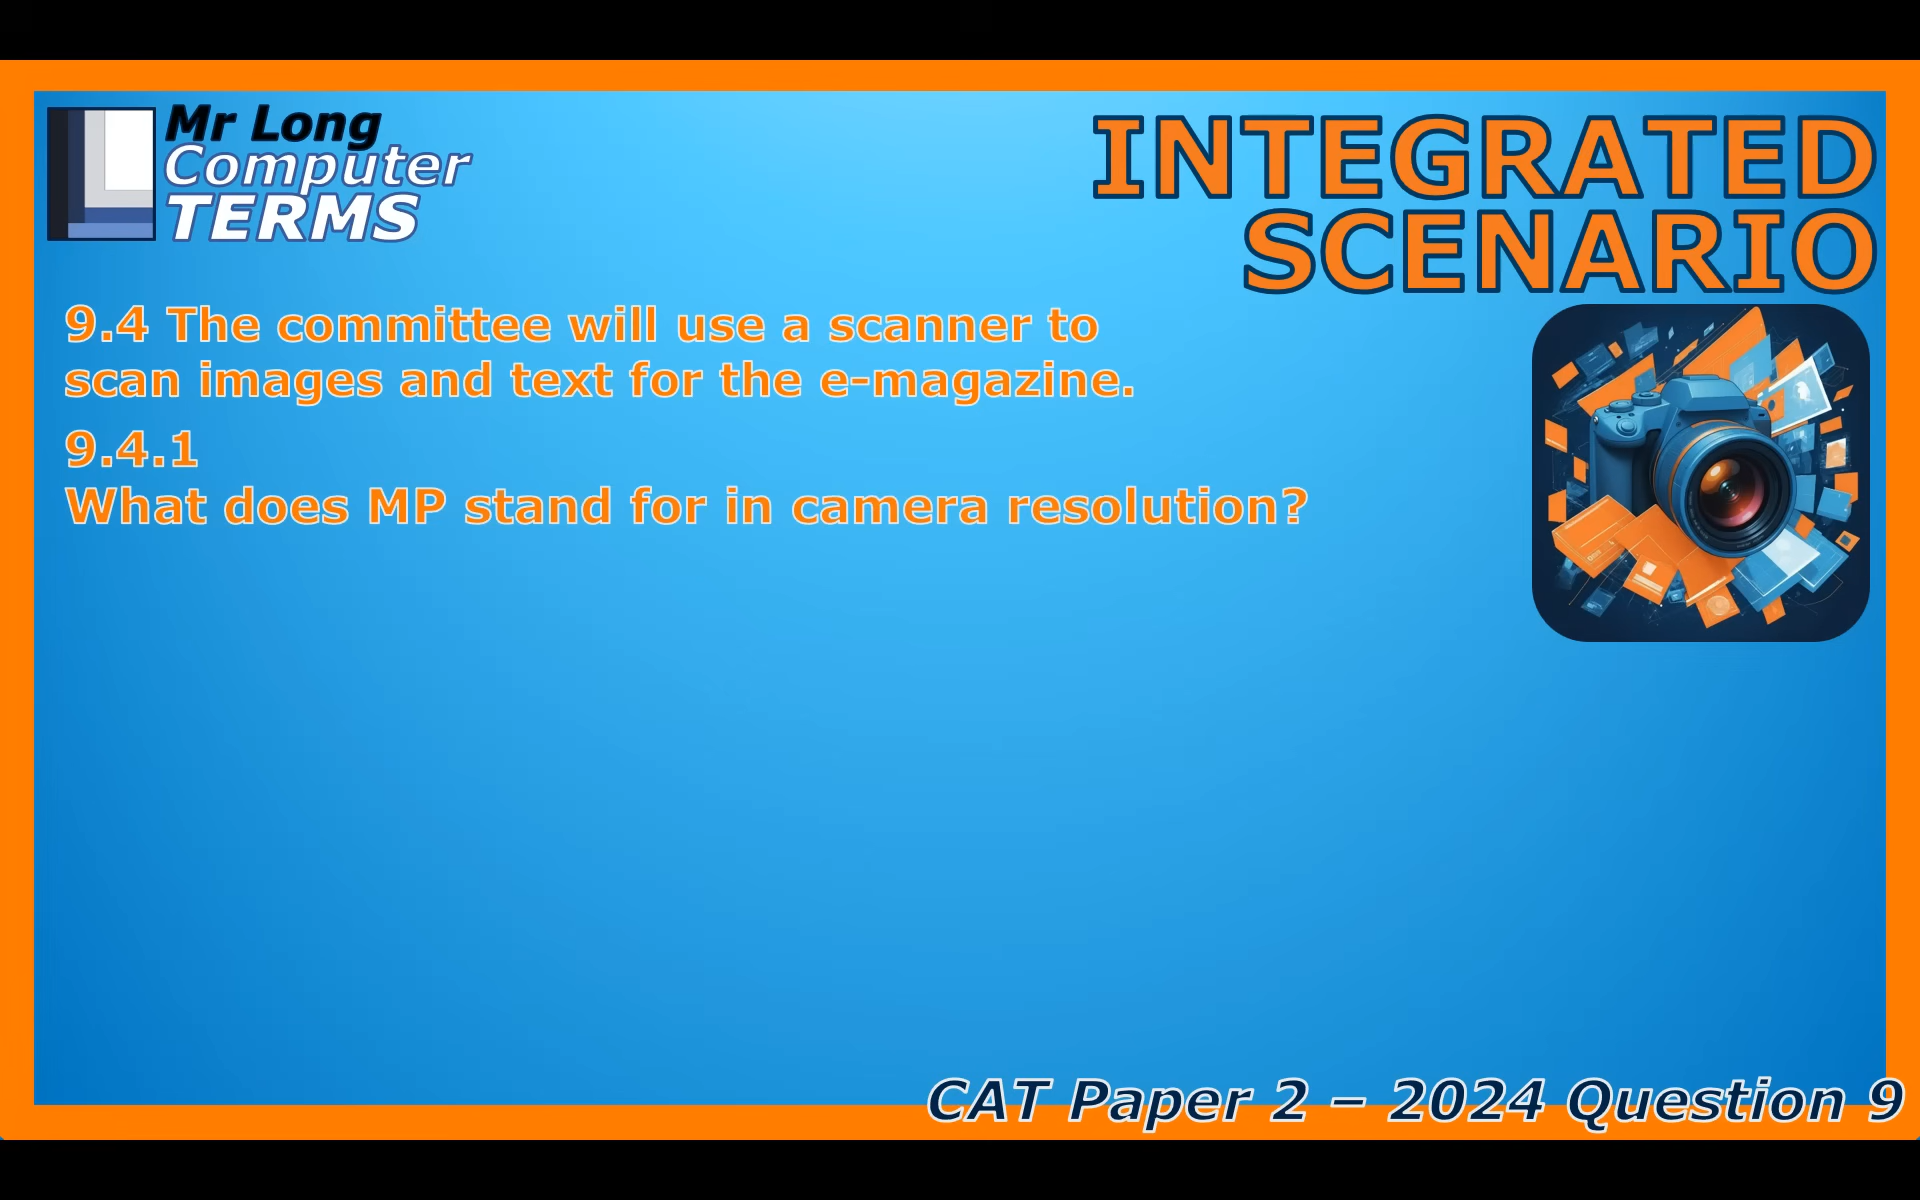 Mr Long
Computer
TERMS
INTEGRATED
SCENARIO
9.4 The committee will use a scanner to
scan images and text for the e-magazine.
9.4.1
What does MP stand for in camera resolution?
CAT Paper 2 – 2024 Question 9